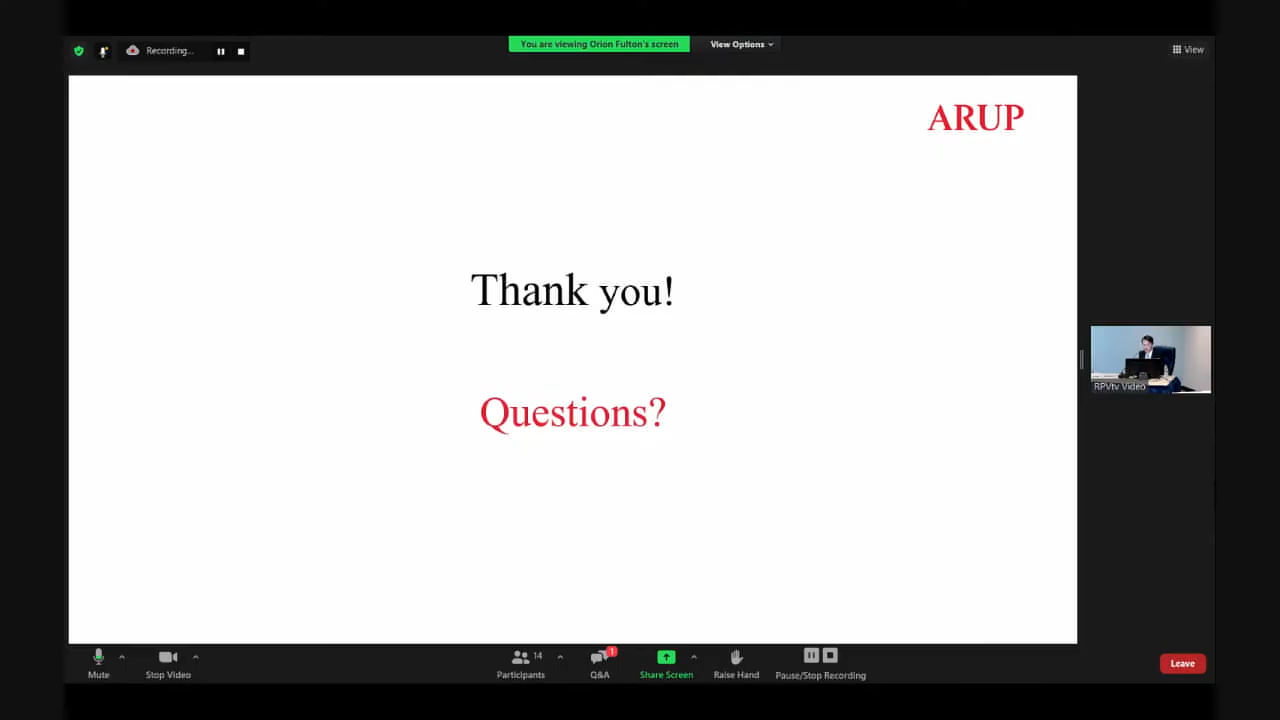 Recording...
You are viewing Orion Fulton's screen
View Options
View
ARUP
Thank you!
Questions?
RPVtv Video
Mute
Stop Video
14
Participants
1
Q&A
Share Screen
Raise Hand
Pause/Stop Recording
Leave